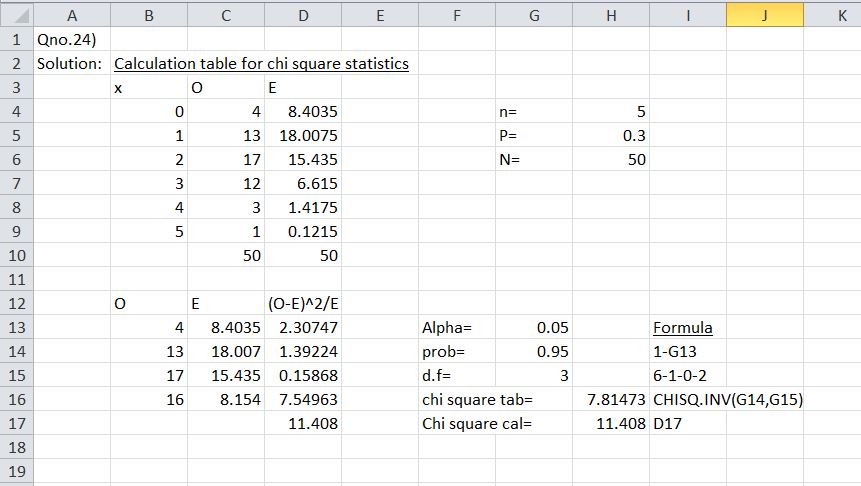 A B C D E F G H I J K
1 Qno.24)
2 Solution: Calculation table for chi square statistics
3 x O E
4 0 4 8.4035 n= 5
5 1 13 18.0075 P= 0.3
6 2 17 15.435 N= 50
7 3 12 6.615
8 4 3 1.4175
9 5 1 0.1215
10 50 50
11
12 O E (O-E)^2/E
13 4 8.4035 2.30747 Alpha= 0.05 Formula
14 13 18.007 1.39224 prob= 0.95 1-G13
15 17 15.435 0.15868 d.f= 3 6-1-0-2
16 16 8.154 7.54963 chi square tab= 7.81473 CHISQ.INV(G14,G15)
17 11.408 Chi square cal= 11.408 D17
18
19